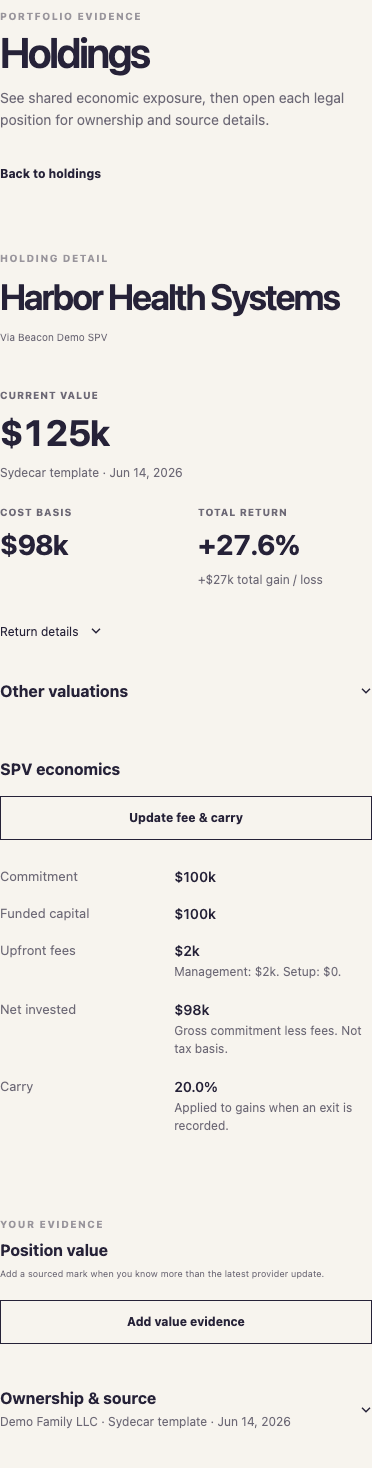 PORTFOLIO EVIDENCE
Holdings
See shared economic exposure, then open each legal
position for ownership and source details.
Back to holdings
HOLDING DETAIL
Harbor Health Systems
Via Beacon Demo SPV
CURRENT VALUE
$125k
Sydecar template · Jun 14, 2026
COST BASIS
$98k
TOTAL RETURN
+27.6%
+$27k total gain / loss
Return details
Other valuations
SPV economics
Update fee & carry
Commitment
$100k
Funded capital
$100k
Upfront fees
$2k
Management: $2k. Setup: $0.
Net invested
$98k
Gross commitment less fees. Not
tax basis.
Carry
20.0%
Applied to gains when an exit is
recorded.
YOUR EVIDENCE
Position value
Add a sourced mark when you know more than the latest provider update.
Add value evidence
Ownership & source
Demo Family LLC · Sydecar template · Jun 14, 2026